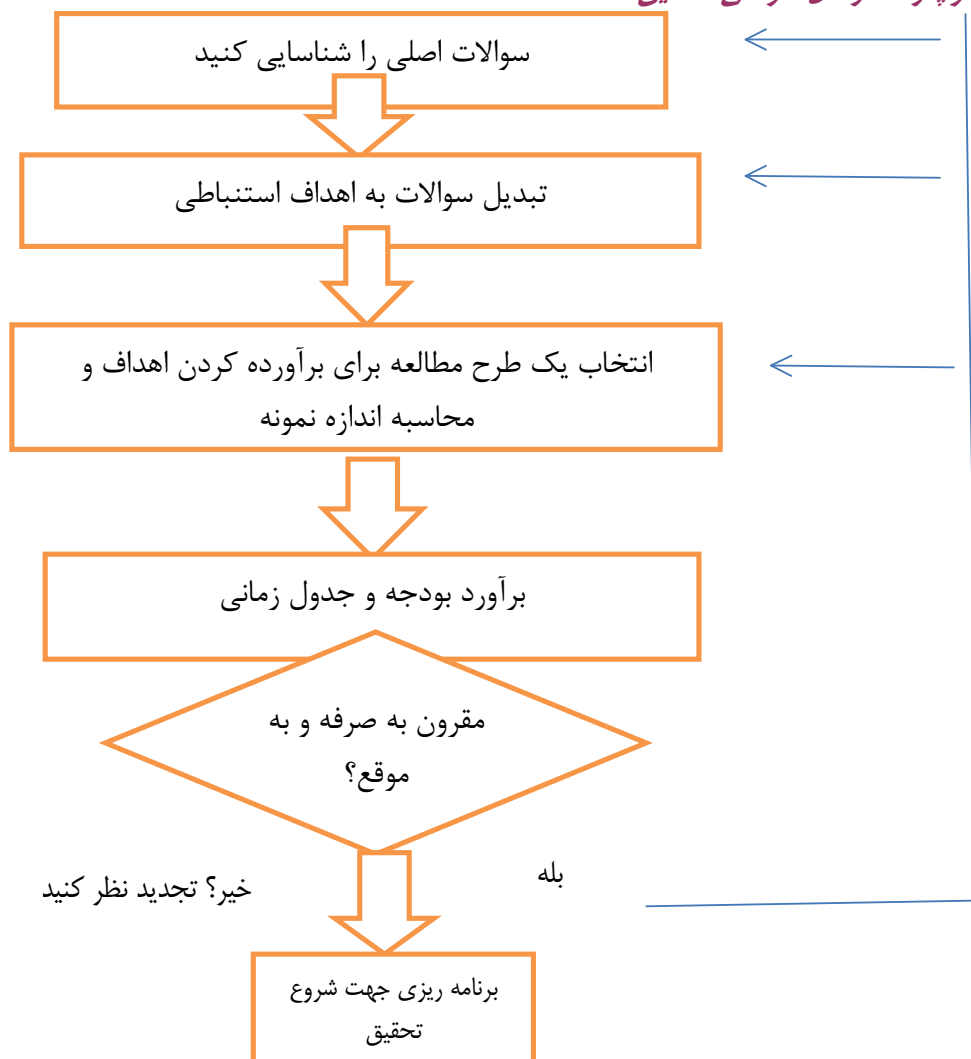 سوالات اصلی را شناسایی کنید
تبدیل سوالات به اهداف استنباطی
انتخاب یک طرح مطالعه برای برآورده کردن اهداف و
محاسبه اندازه نمونه
برآورد بودجه و جدول زمانی
مقرون به صرفه و به
موقع؟
بله
خیر؟ تجدید نظر کنید
برنامه ریزی جهت شروع
تحقیق